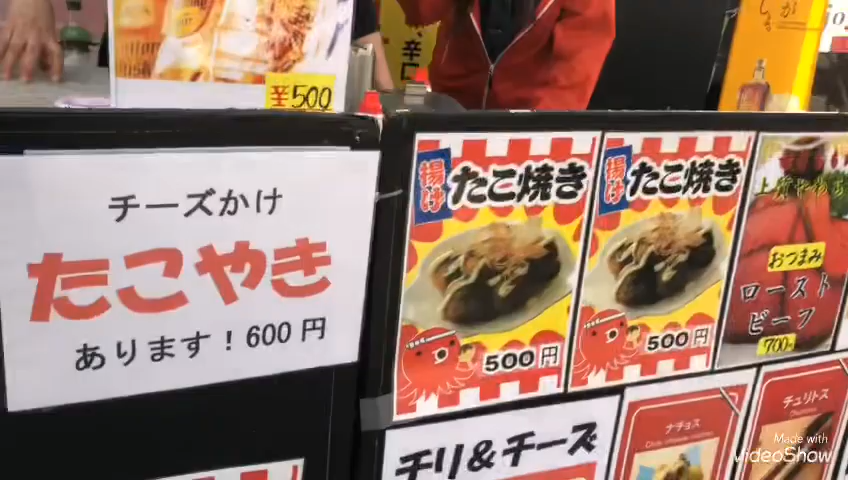 ¥500
辛口
チーズかけ
たこやき
あります！600円
揚げ
たこ焼き
500円
揚げ
たこ焼き
500円
おつまみ
ロースト
ビーフ
700-
チリ&チーズ
ナチョス
チュリトス
Made with
VideoShow